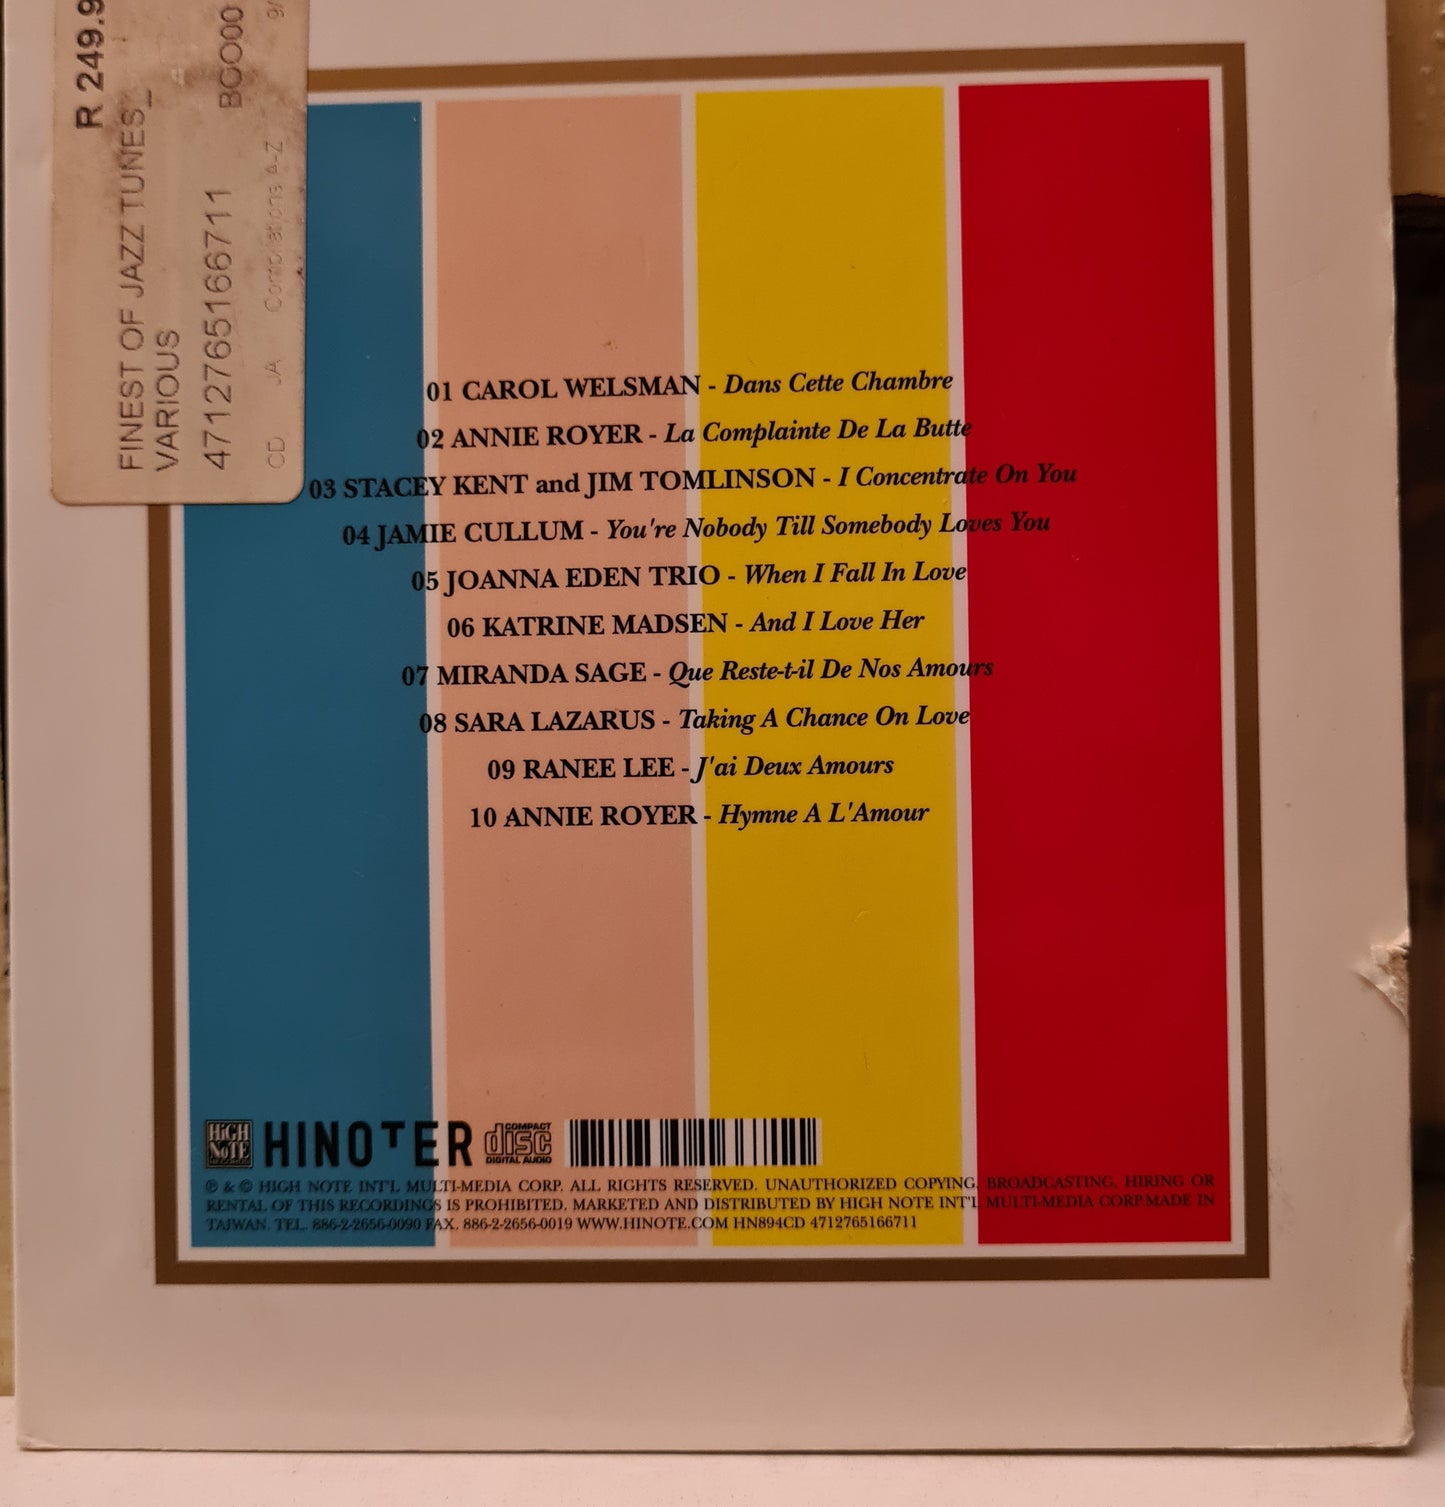 R 249.9
FINEST OF JAZZ TUNES_
VARIOUS
4712765166711
BGO00
CD JA Compilations A-Z
9/
01 CAROL WELSMAN - Dans Cette Chambre
02 ANNIE ROYER - La Complainte De La Butte
03 STACEY KENT and JIM TOMLINSON - I Concentrate On You
04 JAMIE CULLUM - You're Nobody Till Somebody Loves You
05 JOANNA EDEN TRIO - When I Fall In Love
06 KATRINE MADSEN - And I Love Her
07 MIRANDA SAGE - Que Reste-t-il De Nos Amours
08 SARA LAZARUS - Taking A Chance On Love
09 RANEE LEE - J'ai Deux Amours
10 ANNIE ROYER - Hymne A L'Amour
HiGH
NoTE
HINOTER
COMPACT
disc
DIGITAL AUDIO
℗ & © HIGH NOTE INT'L MULTI-MEDIA CORP. ALL RIGHTS RESERVED. UNAUTHORIZED COPYING, BROADCASTING, HIRING OR
RENTAL OF THIS RECORDINGS IS PROHIBITED. MARKETED AND DISTRIBUTED BY HIGH NOTE INT'L MULTI-MEDIA CORP.MADE IN
TAIWAN. TEL. 886-2-2656-0090 FAX. 886-2-2656-0019 WWW.HINOTE.COM HN894CD 4712765166711